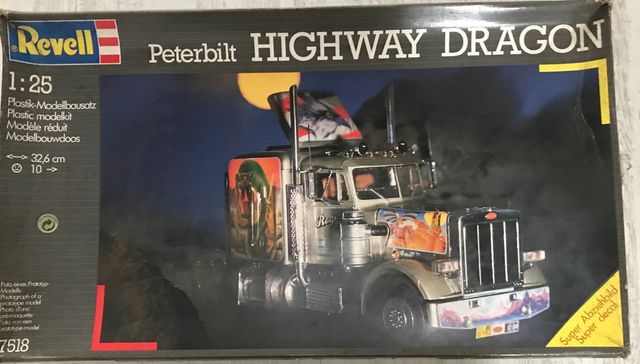 Revell
Peterbilt HIGHWAY DRAGON
1:25
Plastik-Modellbausatz
Plastic modelkit
Modèle réduit
Modelbouwdoos
32,6 cm
10
Foto eines Prototyp-
Modells
Photograph of a
prototype model
Photo d'une
pré-maquette
Foto van een
prototype-model
7518
Super Abziehbild
Super decal